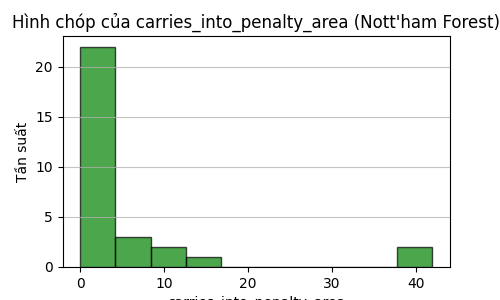 Hình chóp của carries_into_penalty_area (Nott'ham Forest)
Tần suất
20
15
10
5
0
0 10 20 30 40
carries_into_penalty_area